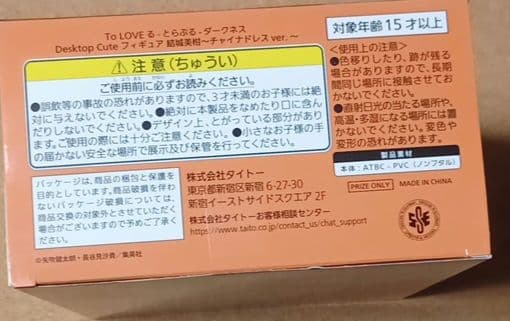 To LOVEる-とらぶる-ダークネス
Desktop Cute フィギュア 結城美柑～チャイナドレス ver.～
対象年齢15才以上
⚠注意(ちゅうい)
ご使用前に必ずお読みください。
●誤飲等の事故の恐れがありますので、3才未満のお子様には絶
対に与えないでください。●絶対に本製品をなめたり口に含ん
だりしないでください。●デザイン上、とがっている部分があり
ます。ご使用の際には十分ご注意ください。●小さなお子様の手
の届かない安全な場所で展示及び保管を行ってください。
<使用上の注意>
●色移りしたり、跡が残る
場合がありますので、長期
間同じ場所に接触させてお
かないでください。
●直射日光の当たる場所や、
高温・多湿になる場所には置
かないでください。変色や
変形の恐れがあります。
製品素材
本体:ATBC-PVC(ノンフタル)
パッケージは、商品の梱包と保護を
目的としています。商品破損を伴わ
ないパッケージ破損については、
商品交換の対象外とさせていただく
場合がございますので予めご了承
ください。
株式会社タイトー
東京都新宿区新宿 6-27-30
新宿イーストサイドスクエア 2F
株式会社タイトーお客様相談センター
https://www.taito.co.jp/contact_us/chat_support
PRIZE ONLY
MADE IN CHINA
©矢吹健太朗・長谷見沙貴／集英社